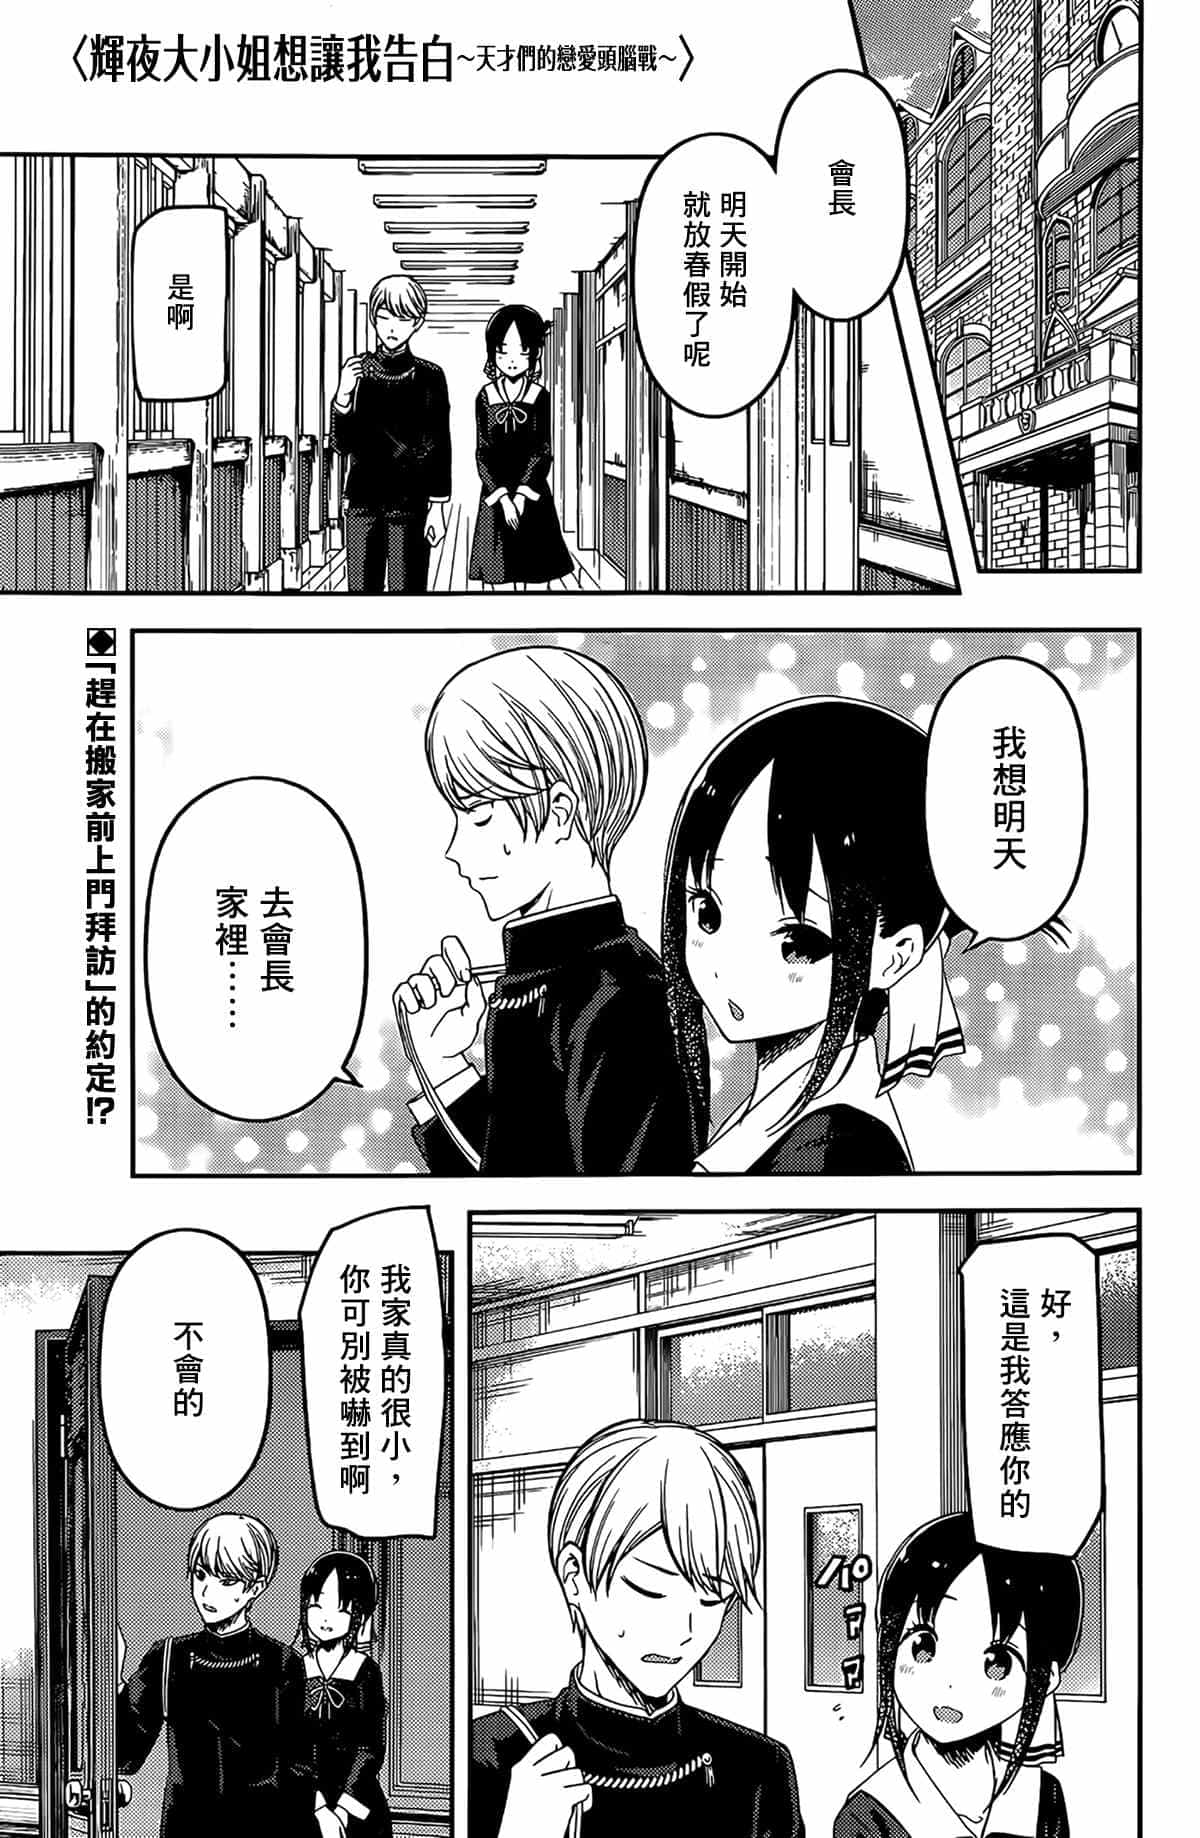 〈輝夜大小姐想讓我告白～天才們的戀愛頭腦戰～〉
會長
明天開始
就放春假了呢
是啊
我想明天
去會長
家裡……
◆「趕在搬家前上門拜訪」的約定!?
好，
這是我答應你的
パアァ
我家真的很小，
你可別被嚇到啊
不會的